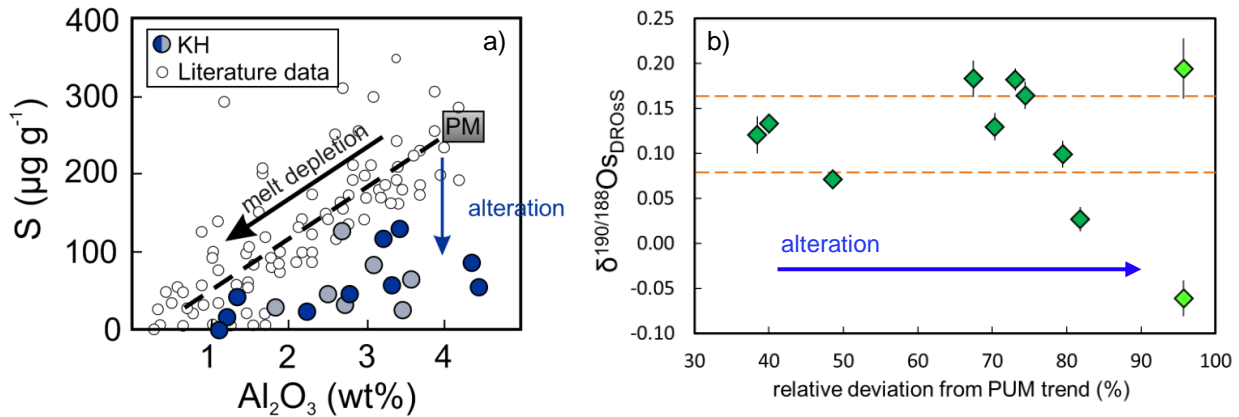 a)
400
300
200
100
0
S (µg g⁻¹)
KH
Literature data
PM
melt depletion
alteration
1 2 3 4
Al₂O₃ (wt%)
b)
0.25
0.20
0.15
0.10
0.05
0.00
-0.05
-0.10
δ¹⁹⁰/¹⁸⁸Os_DROsS
alteration
30 40 50 60 70 80 90 100
relative deviation from PUM trend (%)